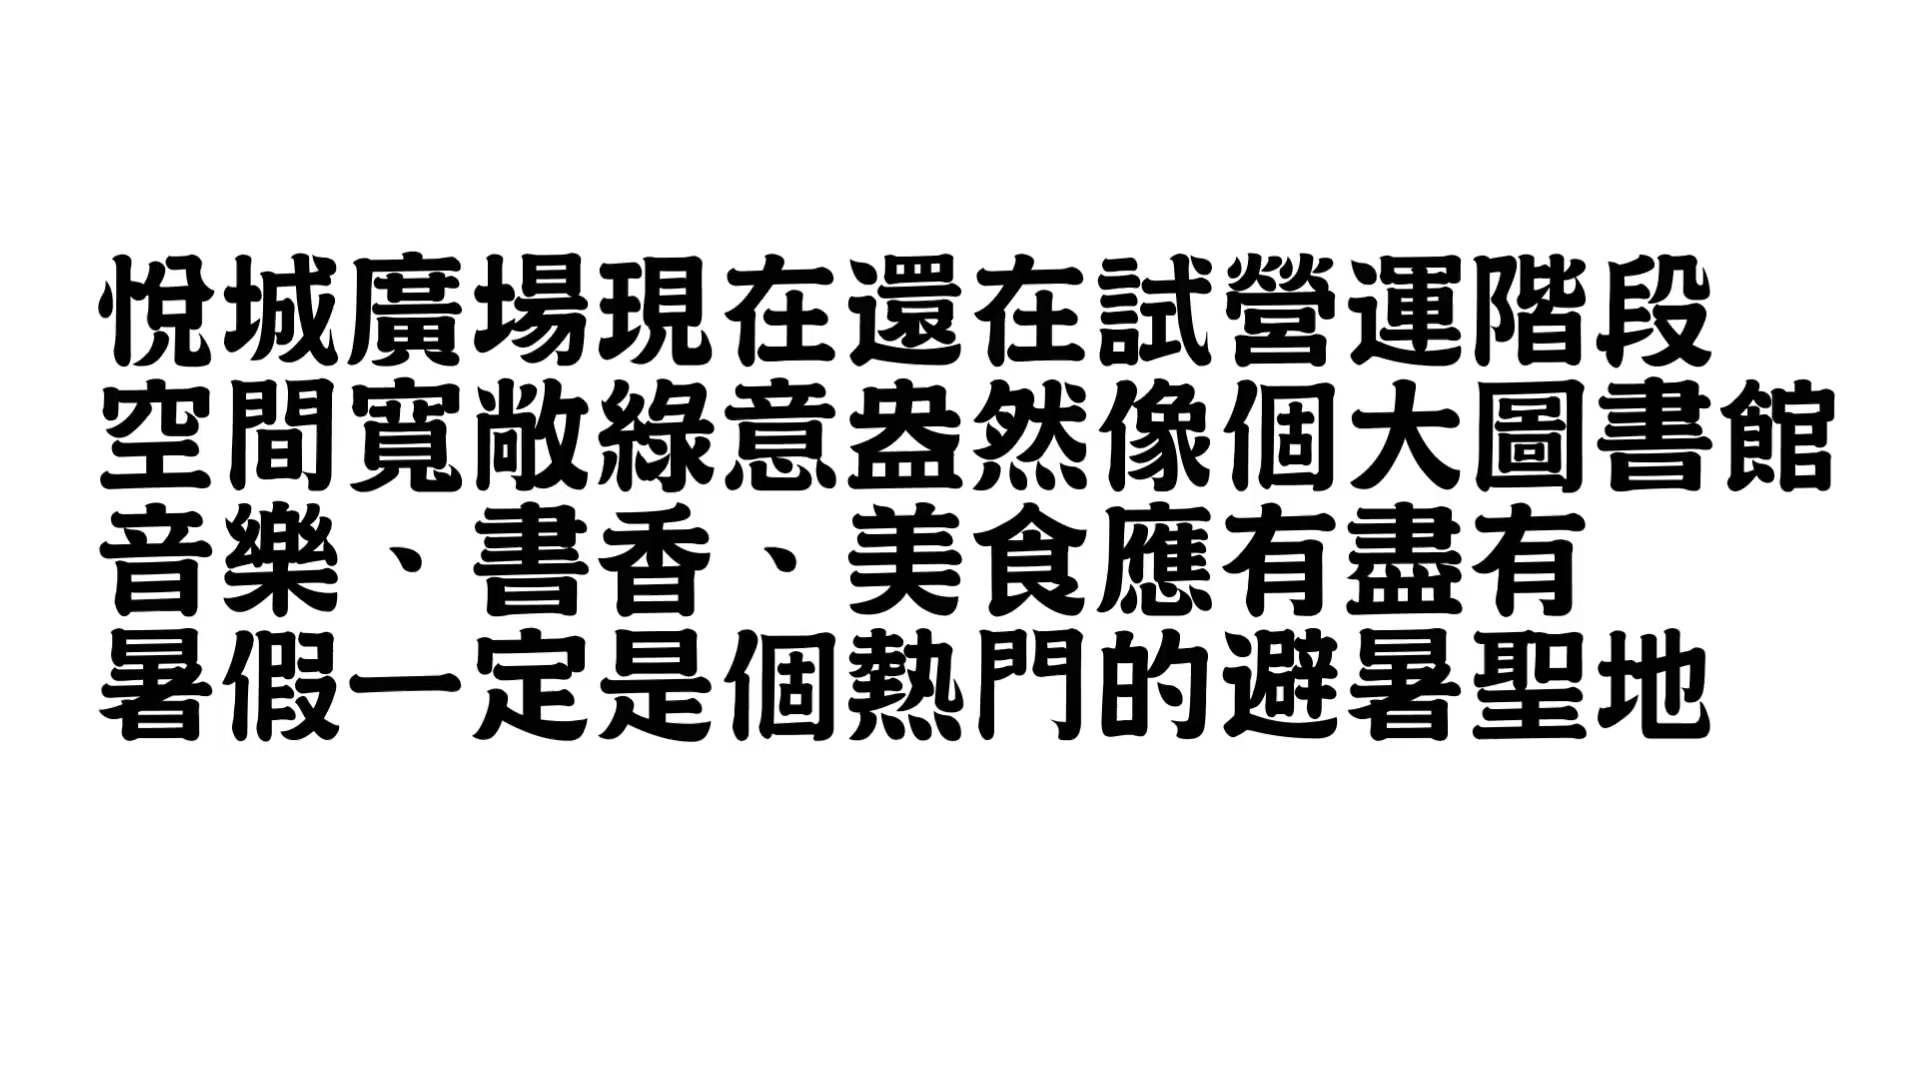 悅城廣場現在還在試營運階段
空間寬敞綠意盎然像個大圖書館
音樂、書香、美食應有盡有
暑假一定是個熱門的避暑聖地